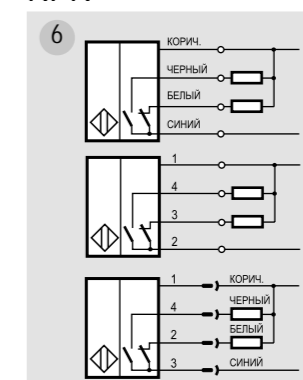 6
КОРИЧ.
ЧЕРНЫЙ
БЕЛЫЙ
СИНИЙ
1
4
3
2
1 КОРИЧ.
4 ЧЕРНЫЙ
2 БЕЛЫЙ
3 СИНИЙ